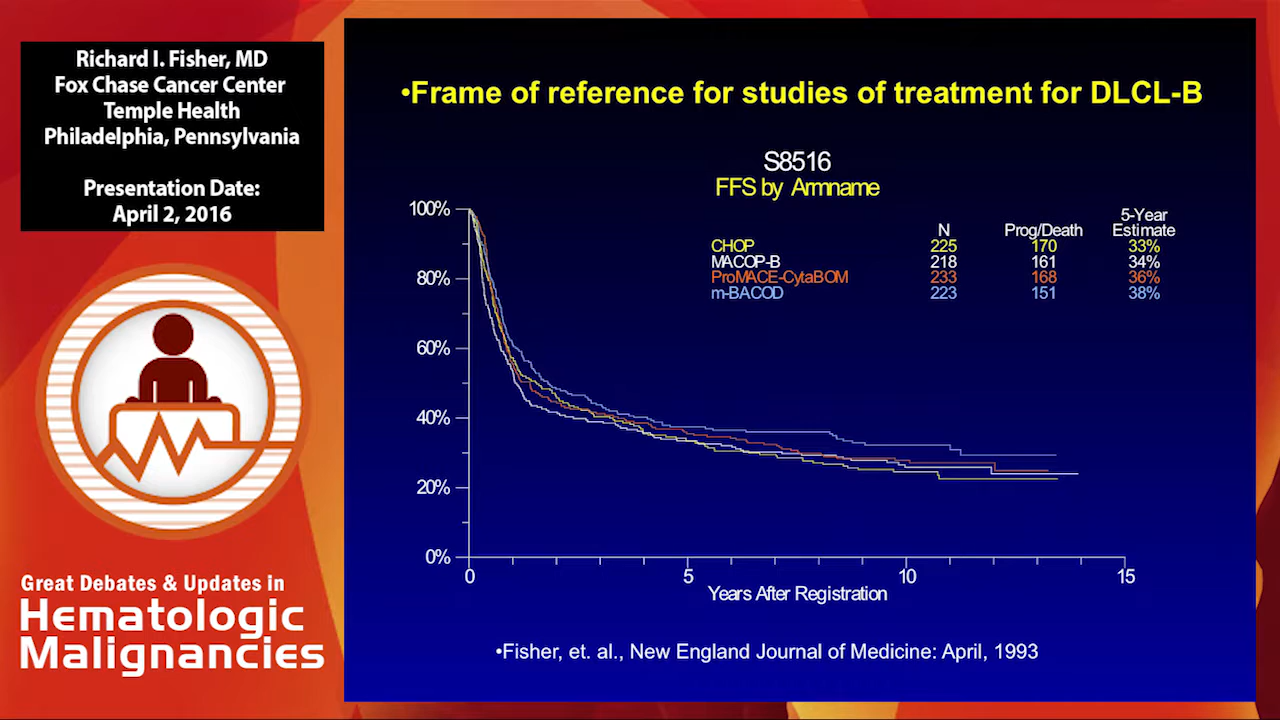 Richard I. Fisher, MD
Fox Chase Cancer Center
Temple Health
Philadelphia, Pennsylvania
Presentation Date:
April 2, 2016
Great Debates & Updates in
Hematologic
Malignancies
•Frame of reference for studies of treatment for DLCL-B
S8516
FFS by Armname
N Prog/Death 5-Year Estimate
CHOP 225 170 33%
MACOP-B 218 161 34%
ProMACE-CytaBOM 233 168 36%
m-BACOD 223 151 38%
100%
80%
60%
40%
20%
0%
0 5 10 15
Years After Registration
•Fisher, et. al., New England Journal of Medicine: April, 1993